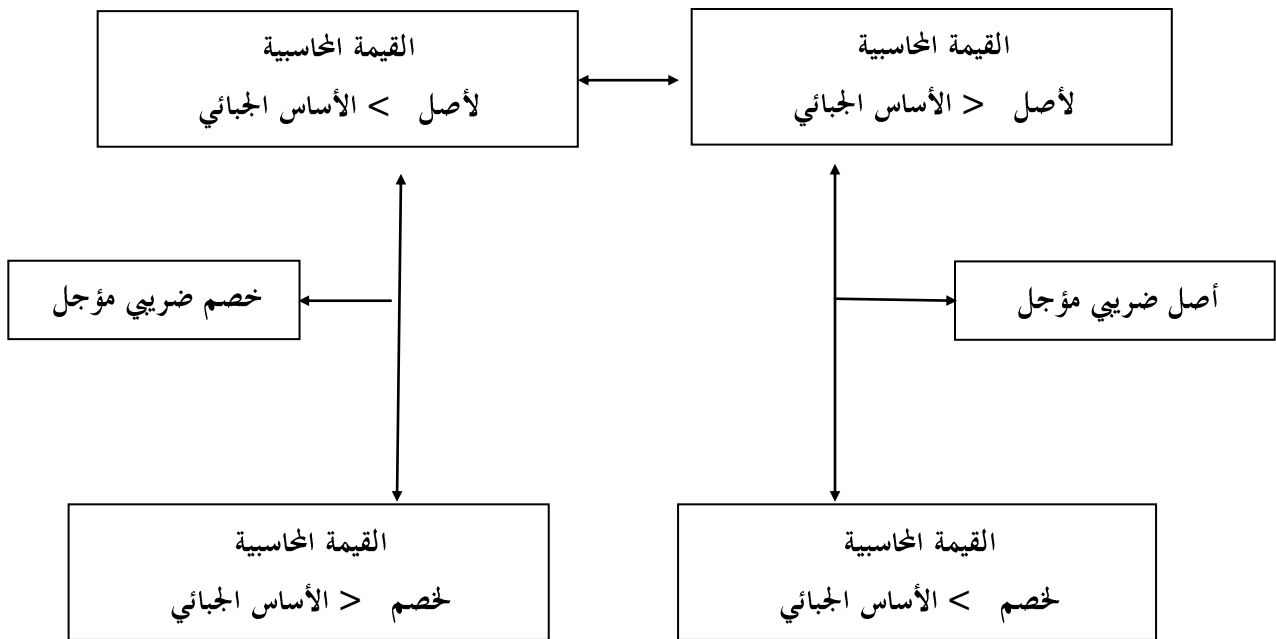 القيمة المحاسبية
لأصل < الأساس الجبائي
القيمة المحاسبية
لأصل > الأساس الجبائي
أصل ضريبي مؤجل
خصم ضريبي مؤجل
القيمة المحاسبية
لخصم > الأساس الجبائي
القيمة المحاسبية
لخصم < الأساس الجبائي